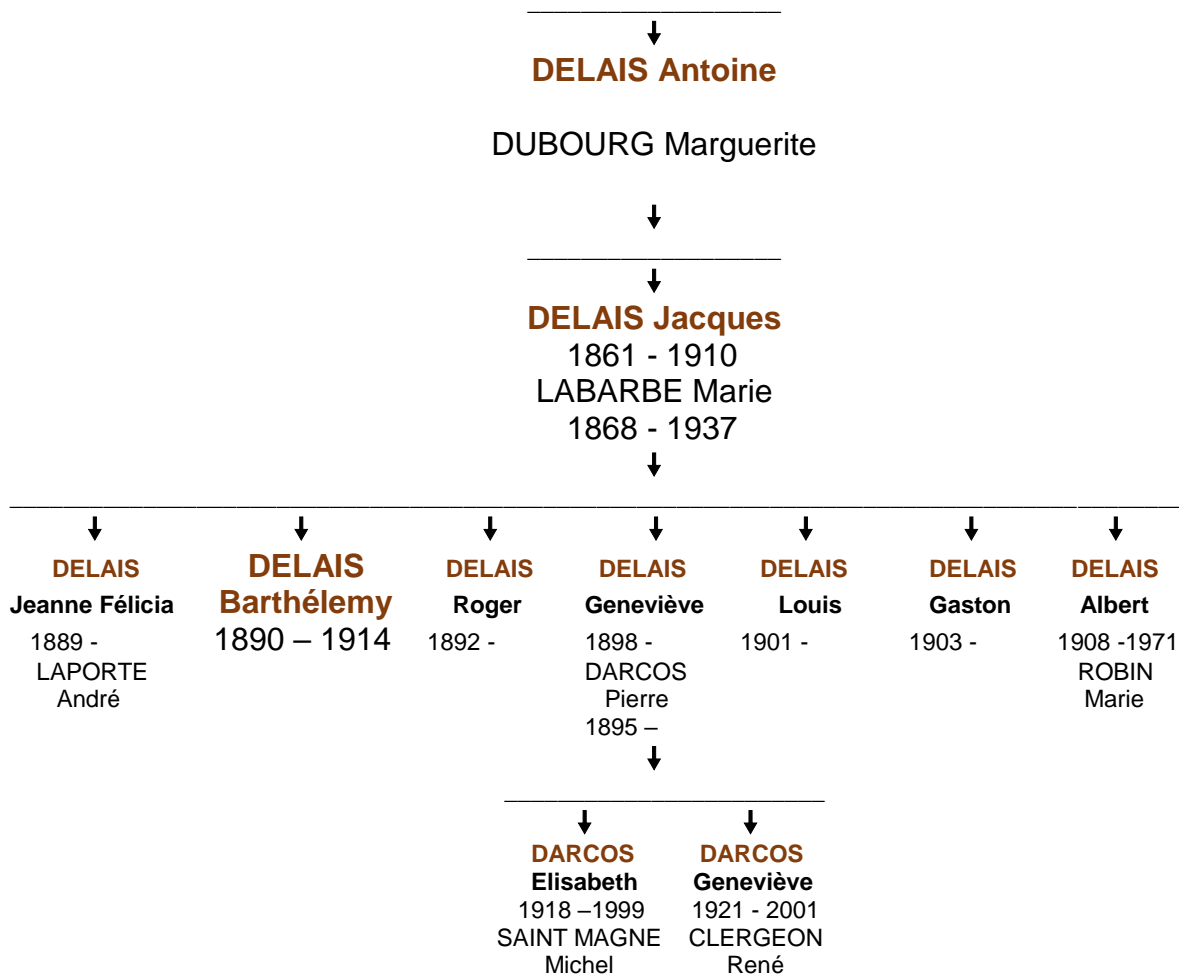 DELAIS Antoine
DUBOURG Marguerite
DELAIS Jacques
1861 - 1910
LABARBE Marie
1868 - 1937
DELAIS
Jeanne Félicia
1889 -
LAPORTE
André
DELAIS
Barthélemy
1890 – 1914
DELAIS
Roger
1892 -
DELAIS
Geneviève
1898 -
DARCOS
Pierre
1895 –
DELAIS
Louis
1901 -
DELAIS
Gaston
1903 -
DELAIS
Albert
1908 -1971
ROBIN
Marie
DARCOS
Elisabeth
1918 –1999
SAINT MAGNE
Michel
DARCOS
Geneviève
1921 - 2001
CLERGEON
René